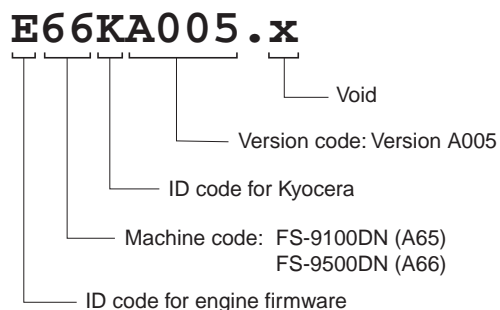 E66KA005.x
Void
Version code: Version A005
ID code for Kyocera
Machine code: FS-9100DN (A65)
FS-9500DN (A66)
ID code for engine firmware